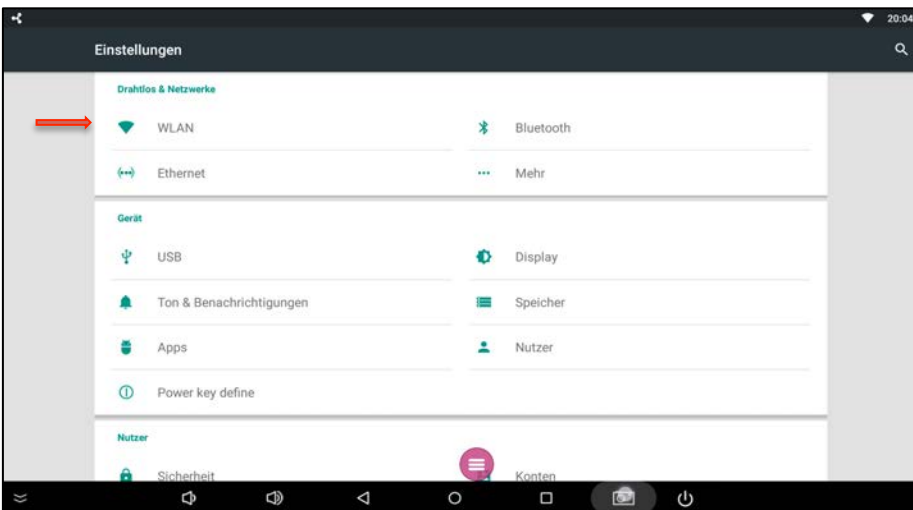 20:04
Einstellungen
Drahtlos & Netzwerke
WLAN
Bluetooth
Ethernet
Mehr
Gerät
USB
Display
Ton & Benachrichtigungen
Speicher
Apps
Nutzer
Power key define
Nutzer
Sicherheit
Konten